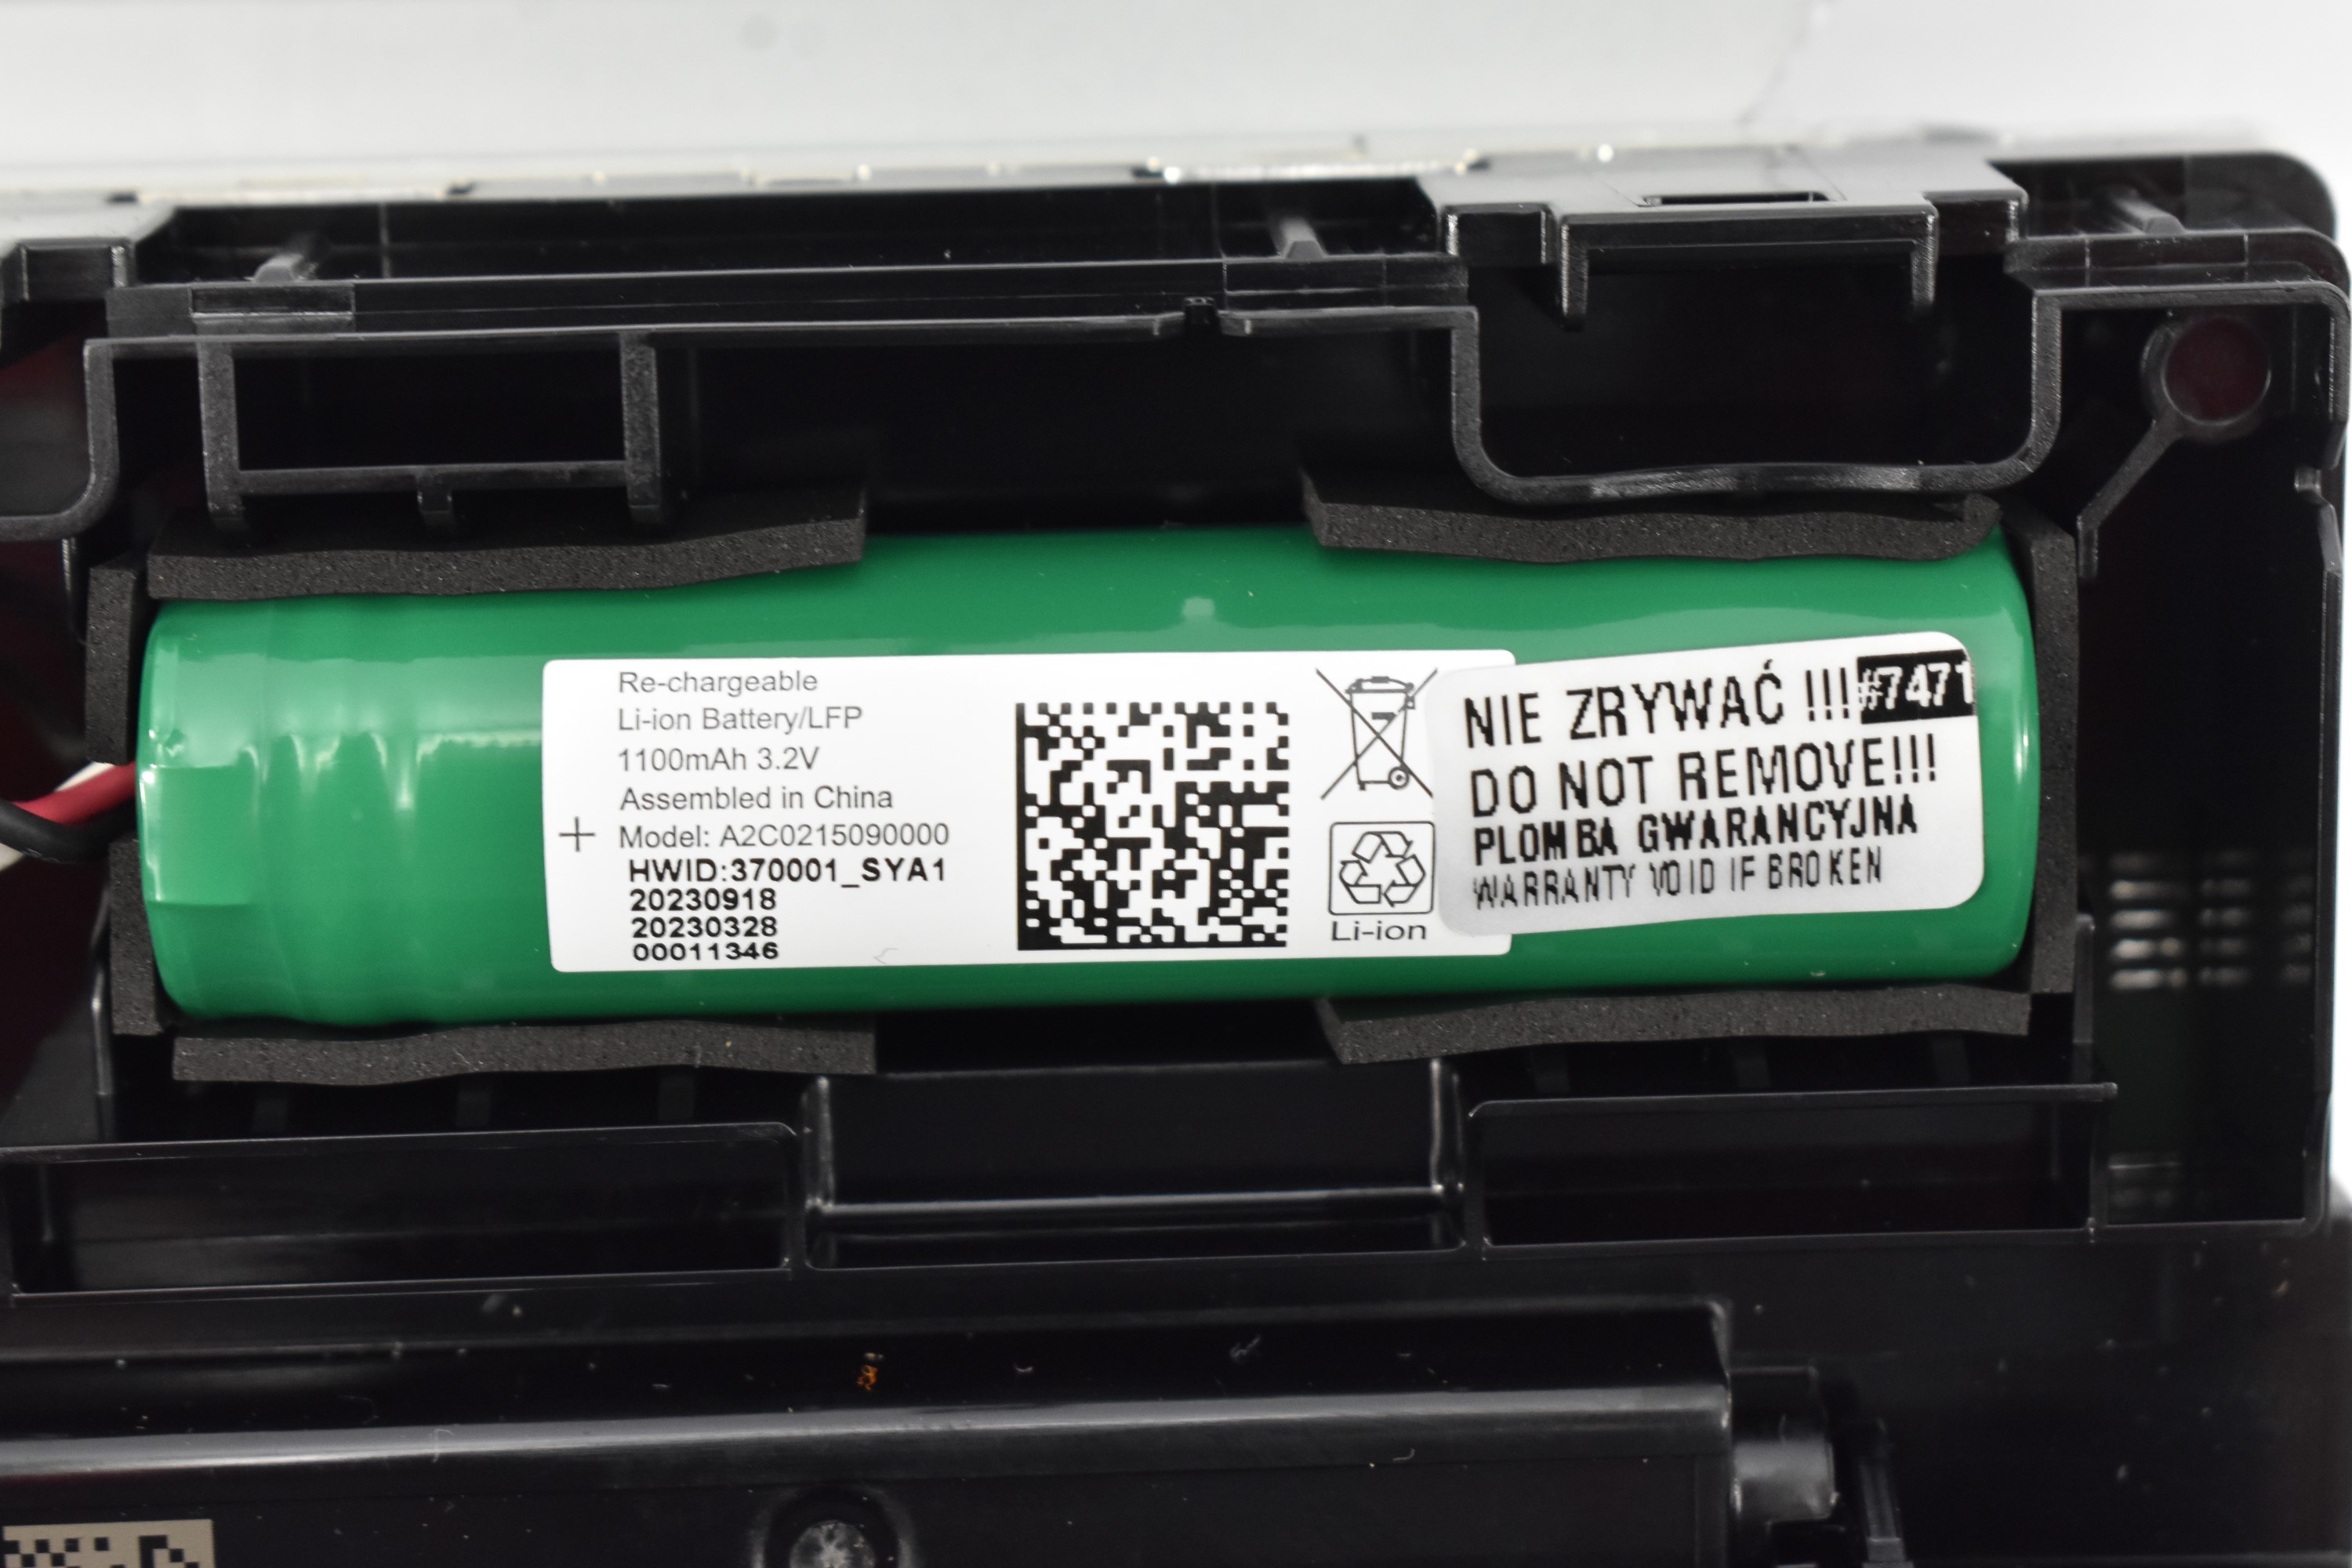 Re-chargeable
Li-ion Battery/LFP
1100mAh 3.2V
Assembled in China
+ Model: A2C0215090000
HWID:370001_SYA1
20230918
20230328
00011346
Li-ion
NIE ZRYWAĆ !!! #7471
DO NOT REMOVE!!!
PLOMBA GWARANCYJNA
WARRANTY VOID IF BROKEN